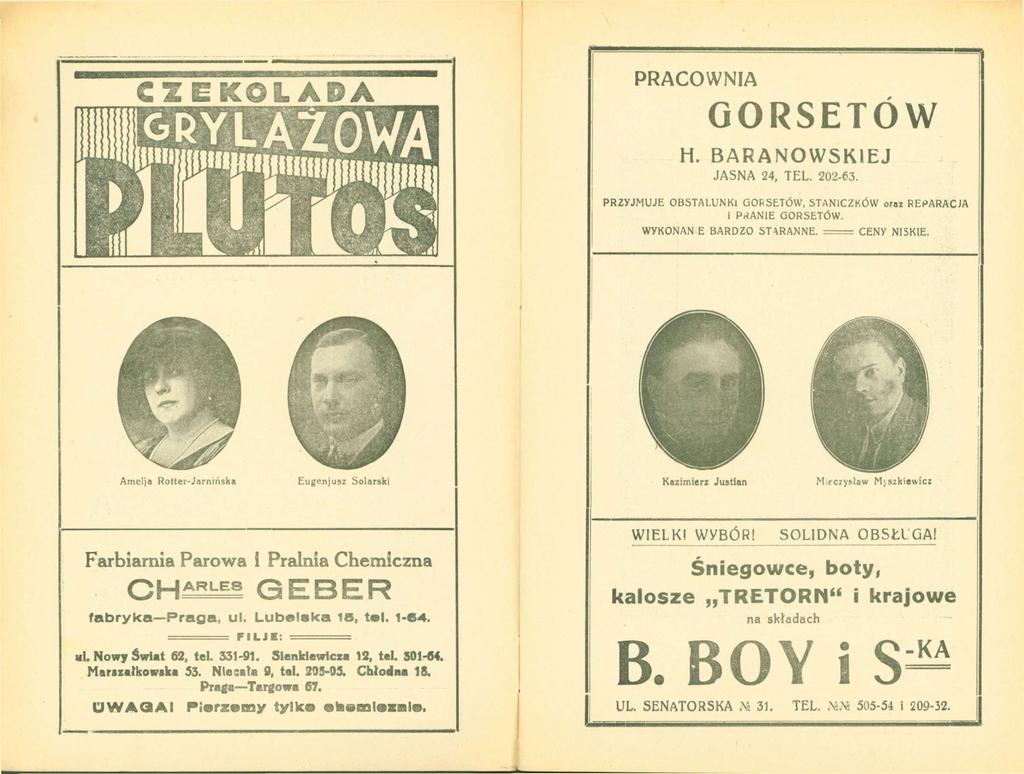 CZEKOLADA
GRYLAŻOWA
PLUTOS
Amelja Rotter-Jarnińska
Eugenjusz Solarski
Farbiarnia Parowa i Pralnia Chemiczna
CHARLES GEBER
fabryka—Praga, ul. Lubelska 15, tel. 1-64.
FILJE:
ul. Nowy Świat 62, tel. 331-91. Sienkiewicza 12, tel. 301-64.
Marszałkowska 53. Niecała 9, tel. 295-95. Chłodna 18.
Praga—Targowa 67.
UWAGA! Pierzemy tylko chemicznie.
PRACOWNIA
GORSETÓW
H. BARANOWSKIEJ
JASNA 24, TEL. 202-63.
PRZYJMUJE OBSTALUNKI GORSETÓW, STANICZKÓW oraz REPARACJA
i PRANIE GORSETÓW.
WYKONANIE BARDZO STARANNE. CENY NISKIE.
Kazimierz Justian
Mieczysław Myszkiewicz
WIELKI WYBÓR! SOLIDNA OBSŁUGA!
Śniegowce, boty,
kalosze „TRETORN" i krajowe
na składach
B. BOY i S-KA
UL. SENATORSKA № 31. TEL. №№ 505-54 i 209-32.